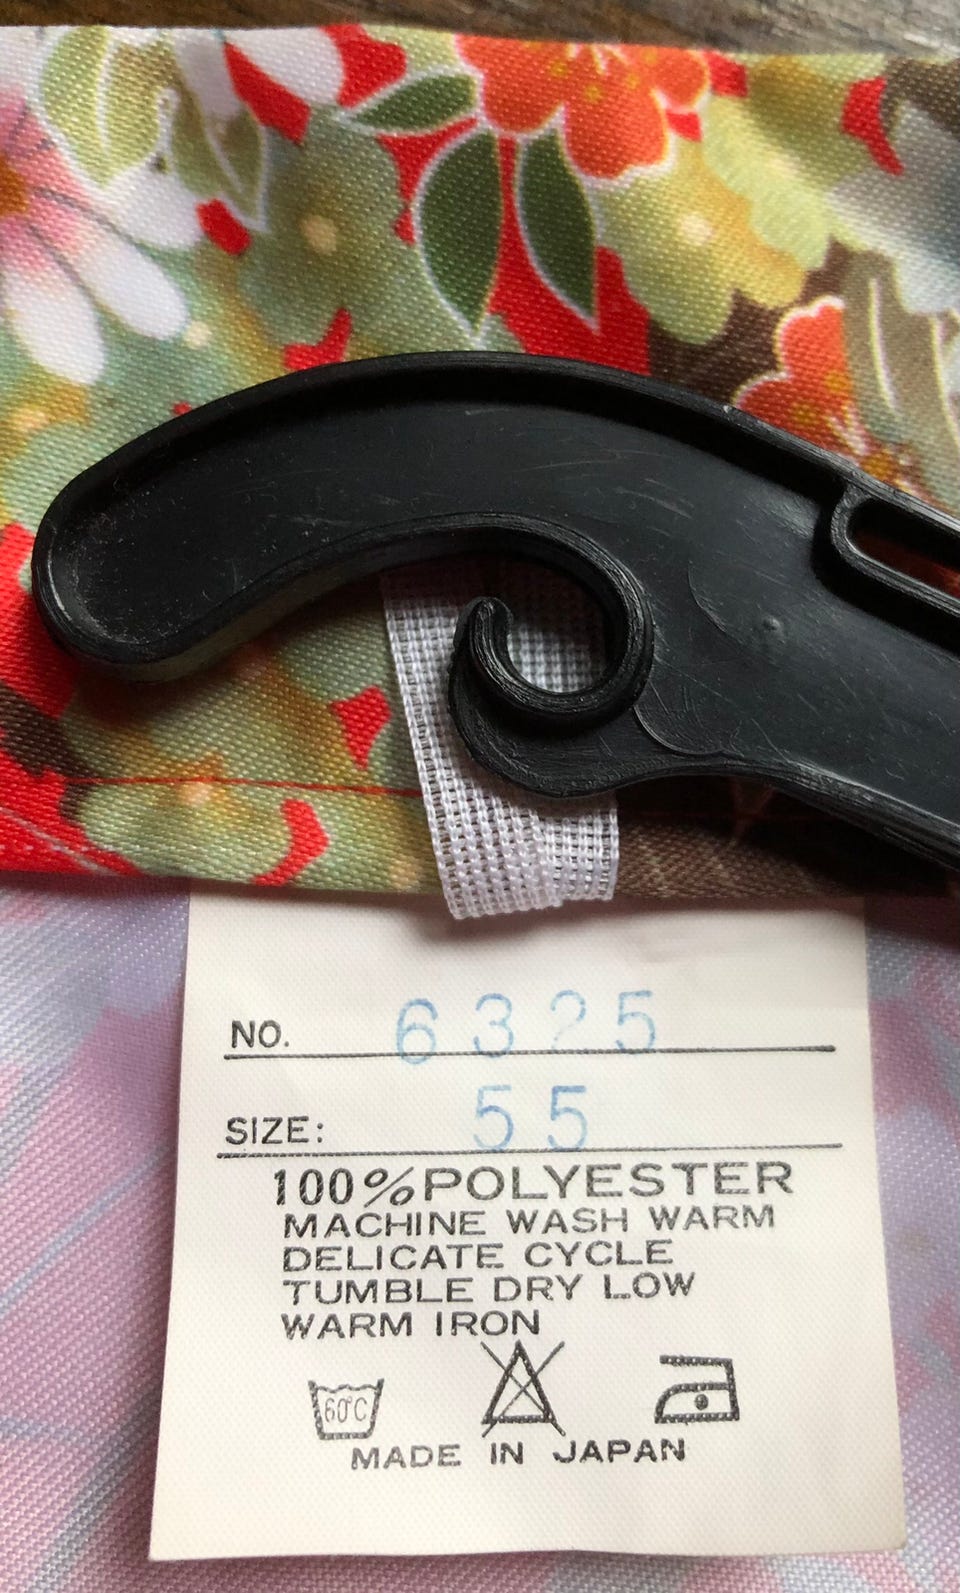 NO. 6325
SIZE: 55
100% POLYESTER
MACHINE WASH WARM
DELICATE CYCLE
TUMBLE DRY LOW
WARM IRON
60°C
MADE IN JAPAN